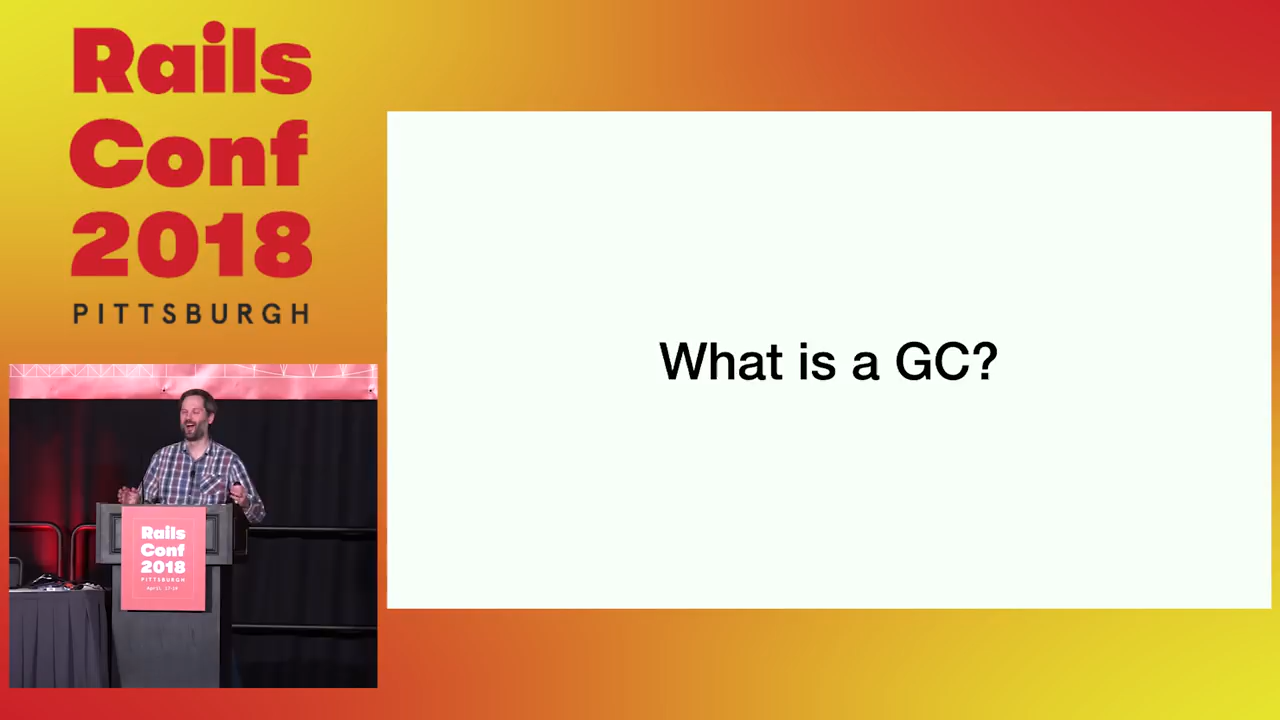 Rails
Conf
2018
PITTSBURGH
What is a GC?
Rails
Conf
2018
PITTSBURGH